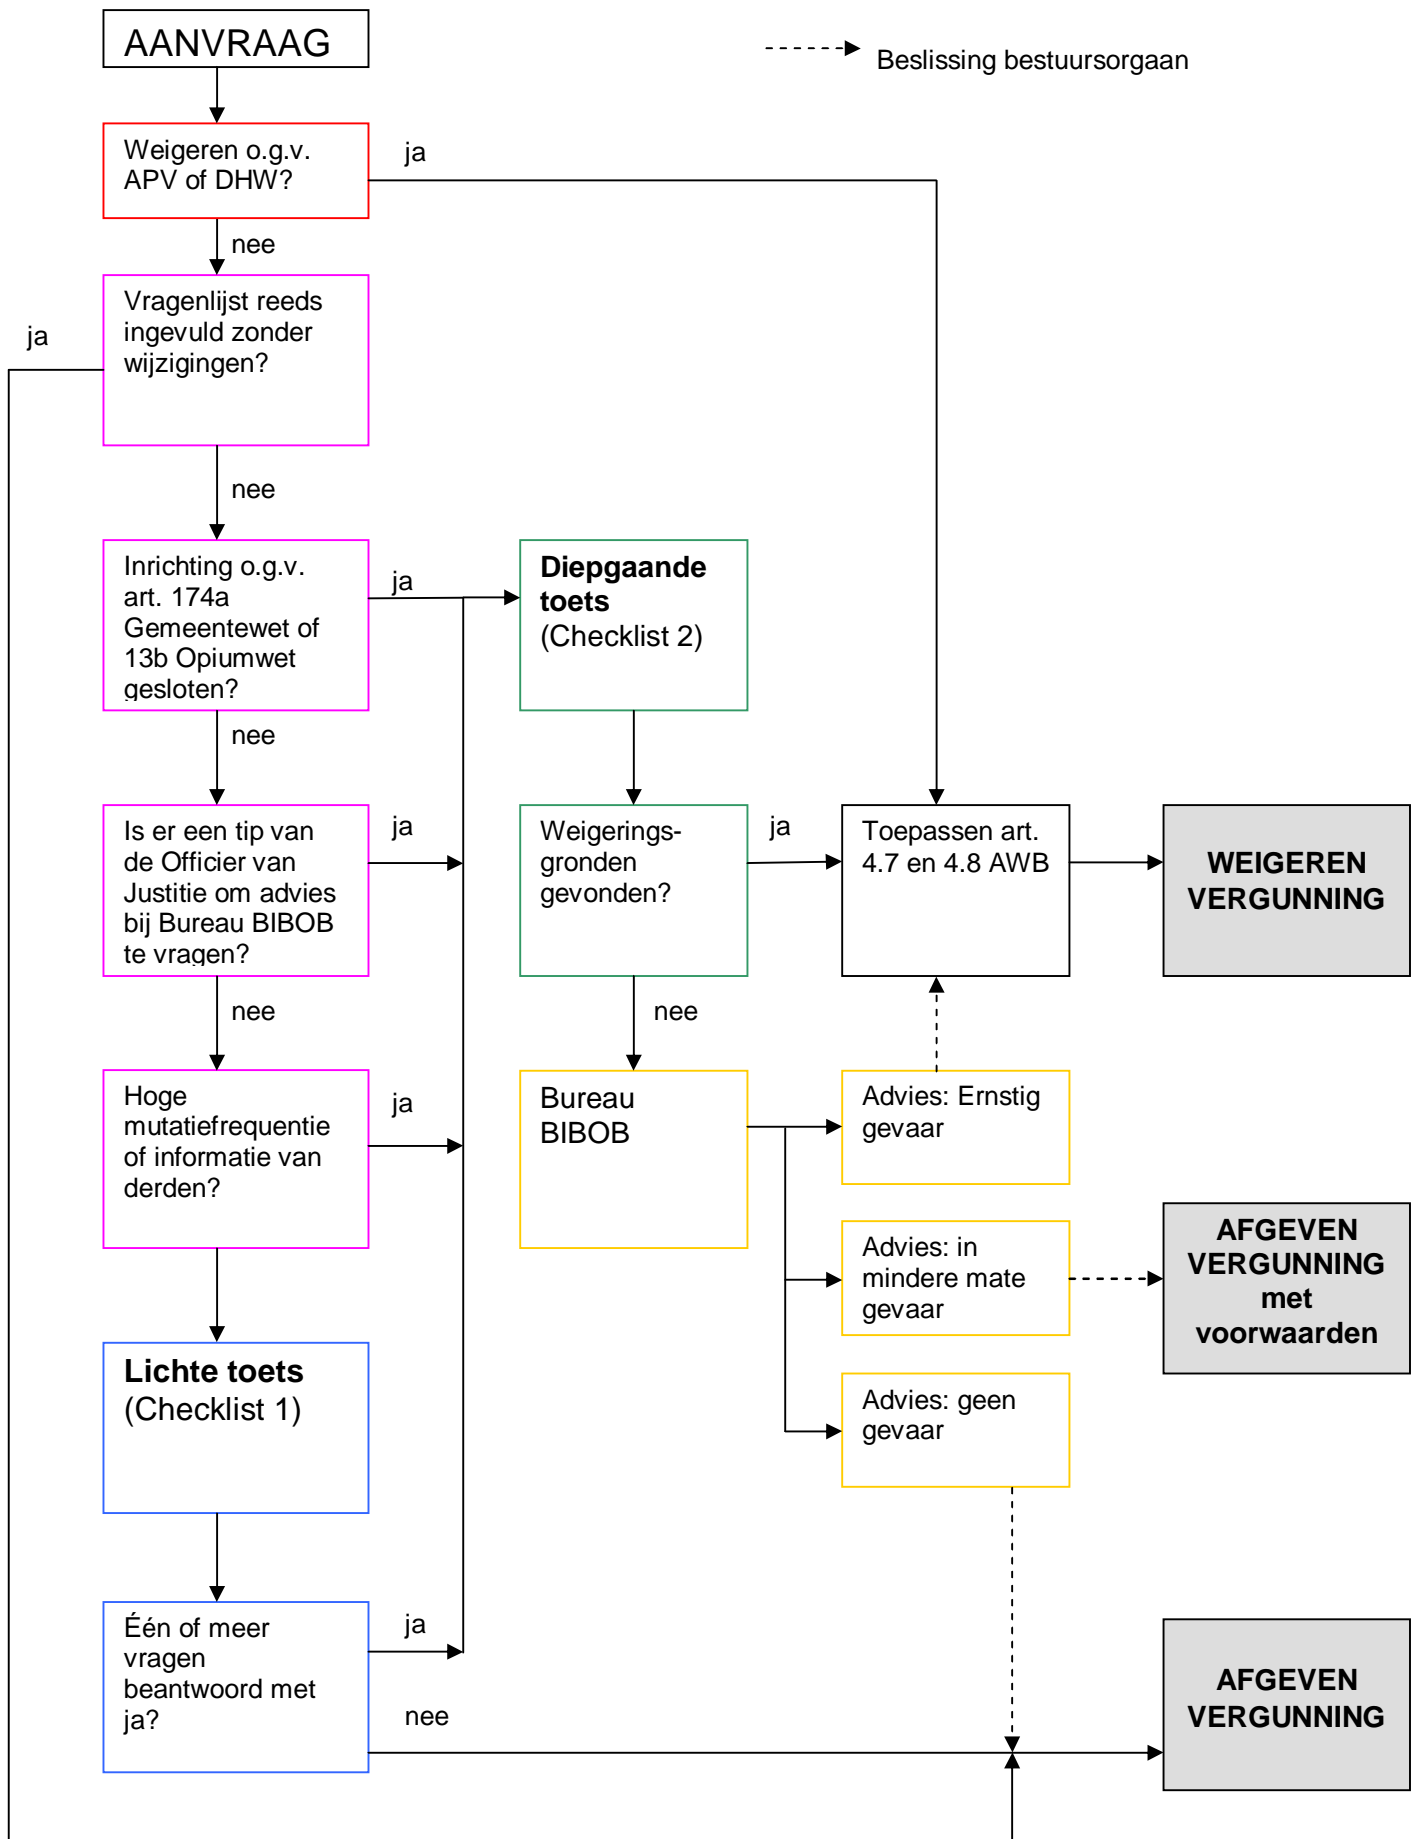 AANVRAAG
Beslissing bestuursorgaan
Weigeren o.g.v.
APV of DHW?
ja
nee
Vragenlijst reeds
ingevuld zonder
wijzigingen?
ja
nee
Inrichting o.g.v.
art. 174a
Gemeentewet of
13b Opiumwet
gesloten?
ja
nee
Diepgaande
toets
(Checklist 2)
Is er een tip van
de Officier van
Justitie om advies
bij Bureau BIBOB
te vragen?
ja
nee
Weigerings-
gronden
gevonden?
ja
nee
Toepassen art.
4.7 en 4.8 AWB
WEIGEREN
VERGUNNING
Hoge
mutatiefrequentie
of informatie van
derden?
ja
Bureau
BIBOB
Advies: Ernstig
gevaar
Advies: in
mindere mate
gevaar
AFGEVEN
VERGUNNING
met
voorwaarden
Advies: geen
gevaar
Lichte toets
(Checklist 1)
Één of meer
vragen
beantwoord met
ja?
ja
nee
AFGEVEN
VERGUNNING